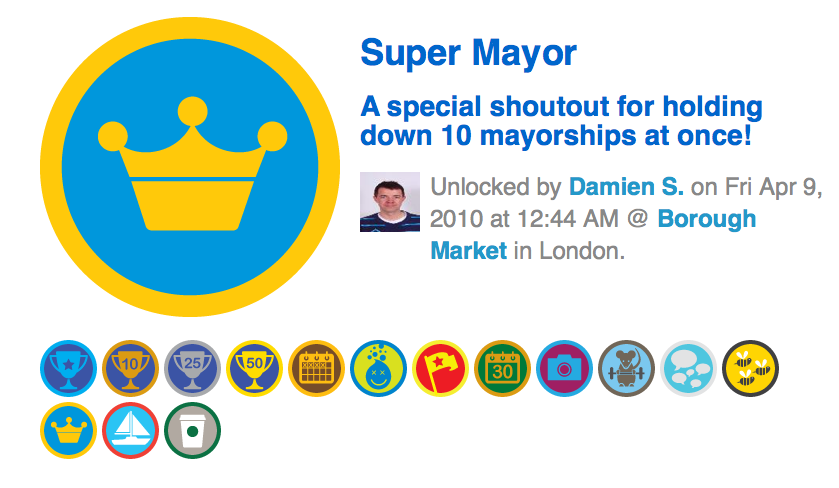 Super Mayor
A special shoutout for holding
down 10 mayorships at once!
Unlocked by Damien S. on Fri Apr 9,
2010 at 12:44 AM @ Borough
Market in London.
10 25 50 30